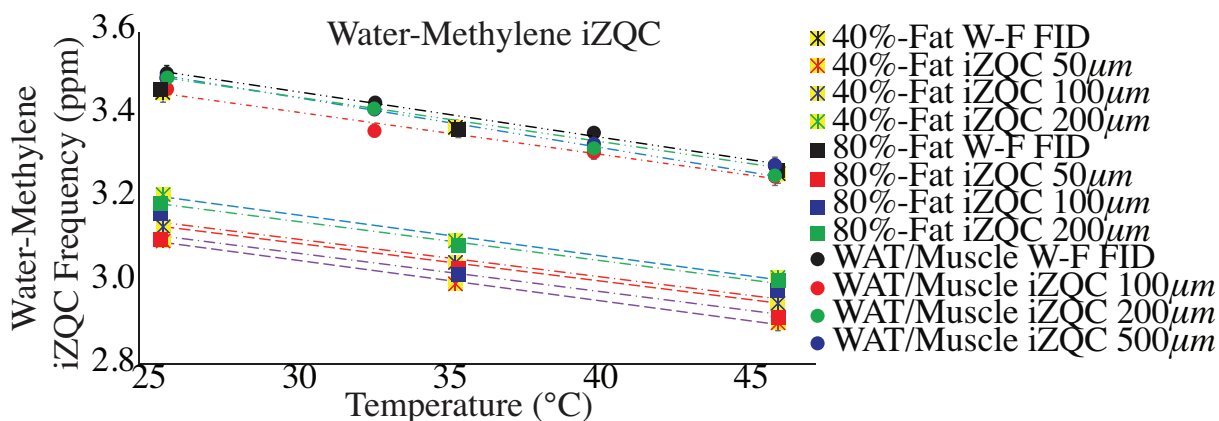 Water-Methylene iZQC
Water-Methylene
iZQC Frequency (ppm)
3.6
3.4
3.2
3.0
2.8
25
30
35
40
45
Temperature (°C)
40%-Fat W-F FID
40%-Fat iZQC 50μm
40%-Fat iZQC 100μm
40%-Fat iZQC 200μm
80%-Fat W-F FID
80%-Fat iZQC 50μm
80%-Fat iZQC 100μm
80%-Fat iZQC 200μm
WAT/Muscle W-F FID
WAT/Muscle iZQC 100μm
WAT/Muscle iZQC 200μm
WAT/Muscle iZQC 500μm